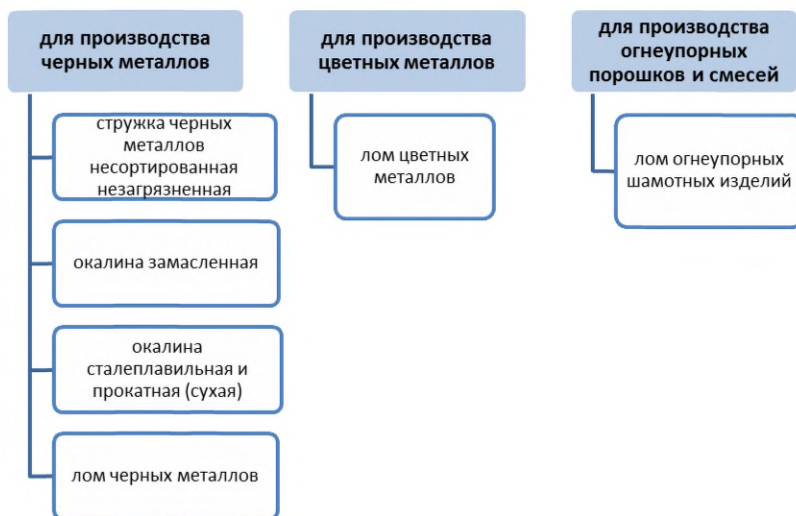 для производства
черных металлов
стружка черных
металлов
несортированная
незагрязненная
окалина замасленная
окалина
сталеплавильная и
прокатная (сухая)
лом черных металлов
для производства
цветных металлов
лом цветных
металлов
для производства
огнеупорных
порошков и смесей
лом огнеупорных
шамотных изделий